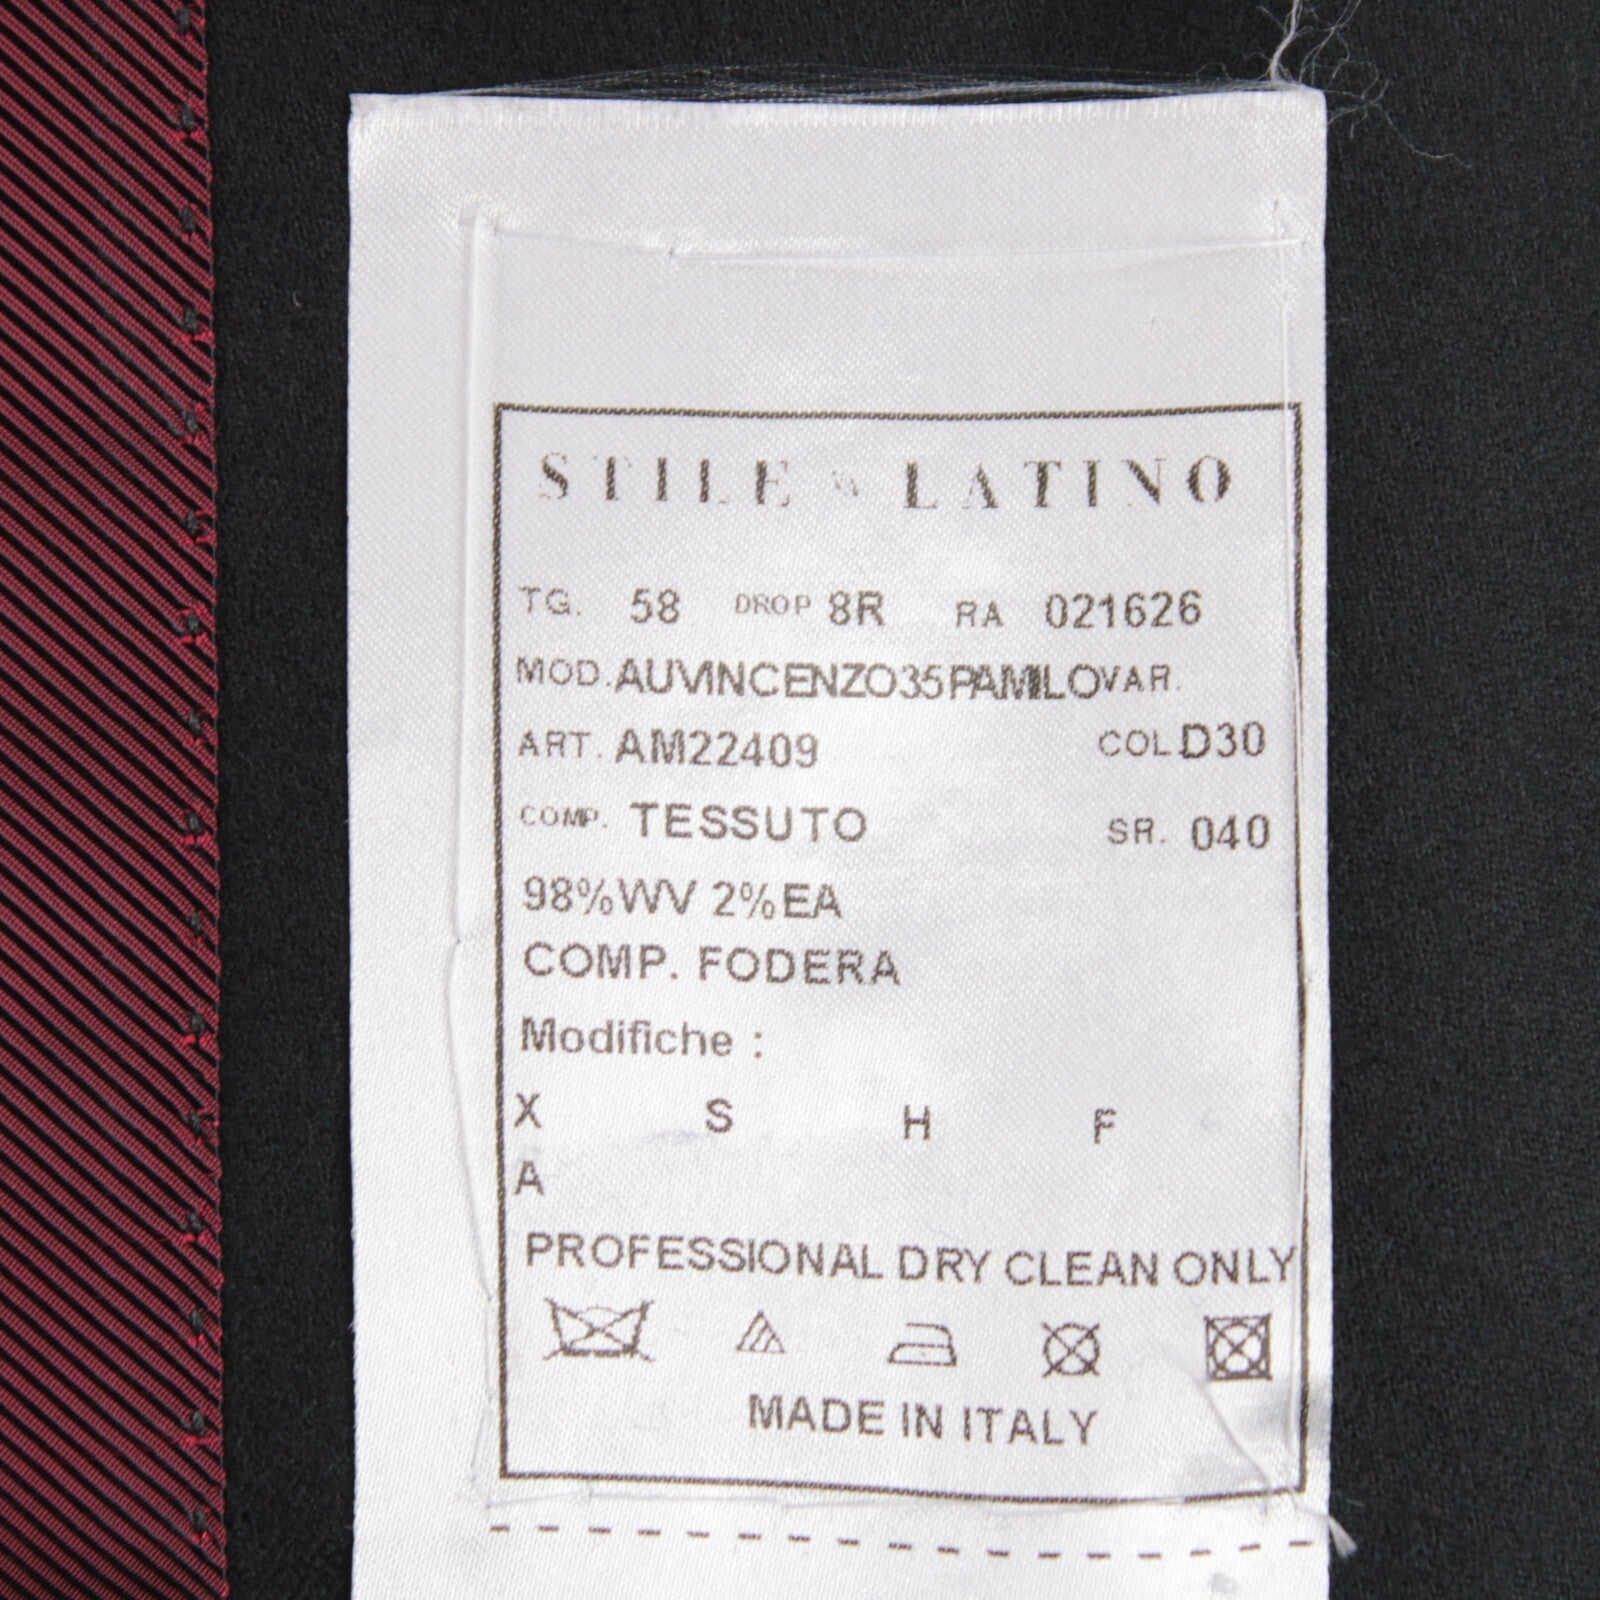 STILE LATINO
TG. 58 DROP 8R RA 021626
MOD. AUVINCENZO35PAMILO VAR.
ART. AM22409 COL. D30
COMP. TESSUTO SR. 040
98%WV 2%EA
COMP. FODERA
Modifiche :
X S H F
A
PROFESSIONAL DRY CLEAN ONLY
MADE IN ITALY